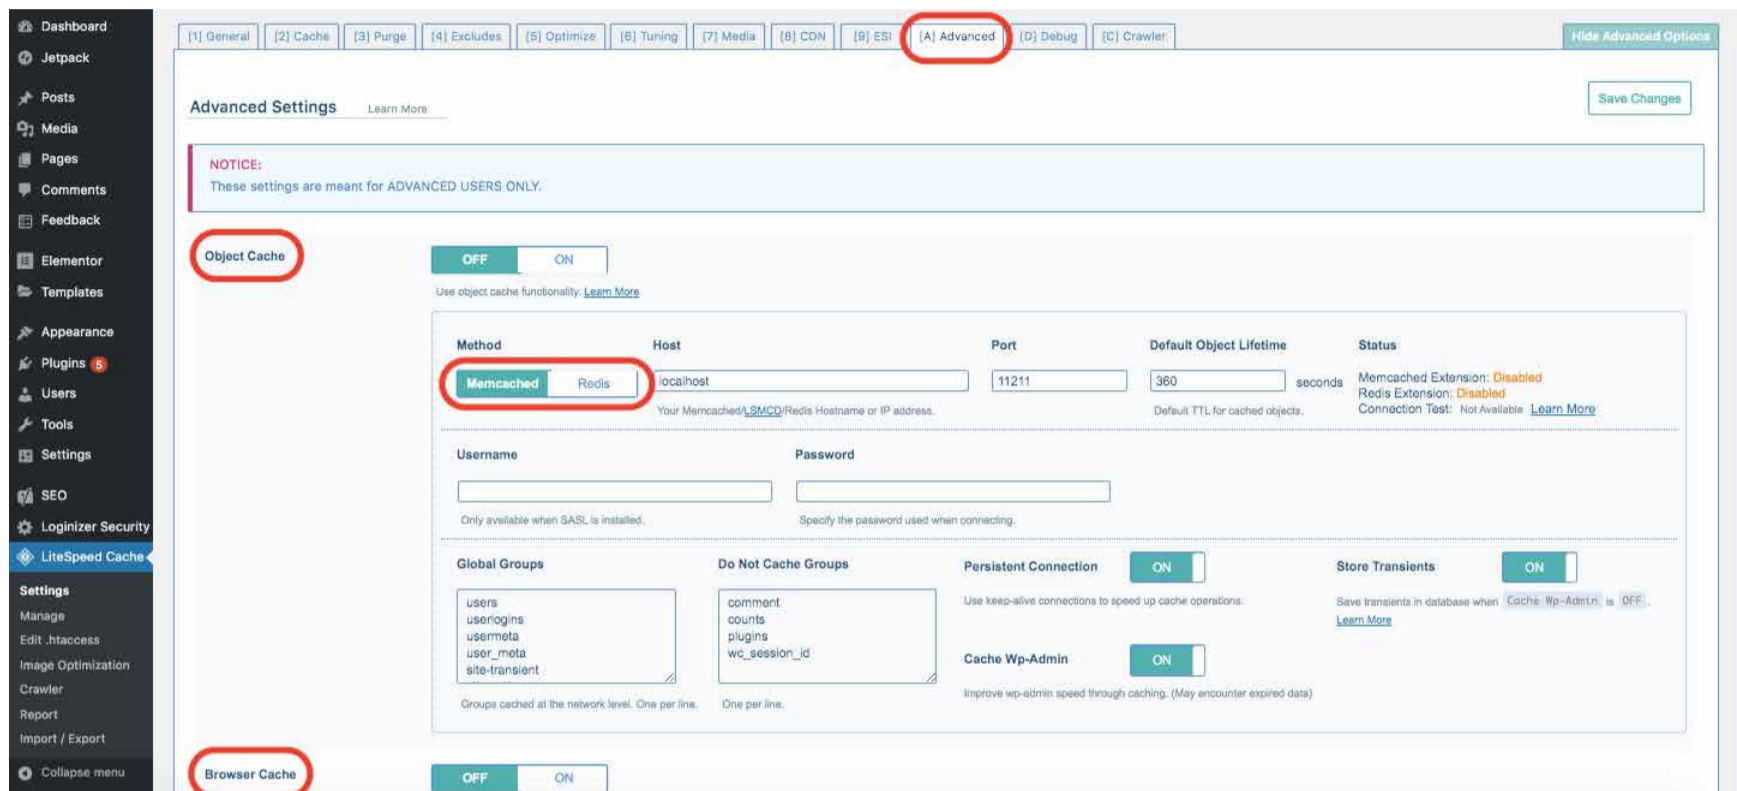 Dashboard
Jetpack
Posts
Media
Pages
Comments
Feedback
Elementor
Templates
Appearance
Plugins 5
Users
Tools
Settings
SEO
Loginizer Security
LiteSpeed Cache
Settings
Manage
Edit .htaccess
Image Optimization
Crawler
Report
Import / Export
Collapse menu
[1] General [2] Cache [3] Purge [4] Excludes [5] Optimize [6] Tuning [7] Media [8] CDN [9] ESI [A] Advanced [D] Debug [C] Crawler Hide Advanced Options
Advanced Settings Learn More Save Changes
NOTICE:
These settings are meant for ADVANCED USERS ONLY.
Object Cache OFF ON
Use object cache functionality. Learn More
Method Host Port Default Object Lifetime Status
Memcached Redis localhost 11211 360 seconds
Memcached Extension: Disabled
Redis Extension: Disabled
Connection Test: Not Available Learn More
Your Memcached/LSMCD/Redis Hostname or IP address. Default TTL for cached objects.
Username Password
Only available when SASL is installed. Specify the password used when connecting.
Global Groups
users
userlogins
usermeta
user_meta
site-transient
Groups cached at the network level. One per line.
Do Not Cache Groups
comment
counts
plugins
wc_session_id
One per line.
Persistent Connection ON
Use keep-alive connections to speed up cache operations.
Cache Wp-Admin ON
Improve wp-admin speed through caching. (May encounter expired data)
Store Transients ON
Save transients in database when Cache Wp-Admin is OFF.
Learn More
Browser Cache OFF ON